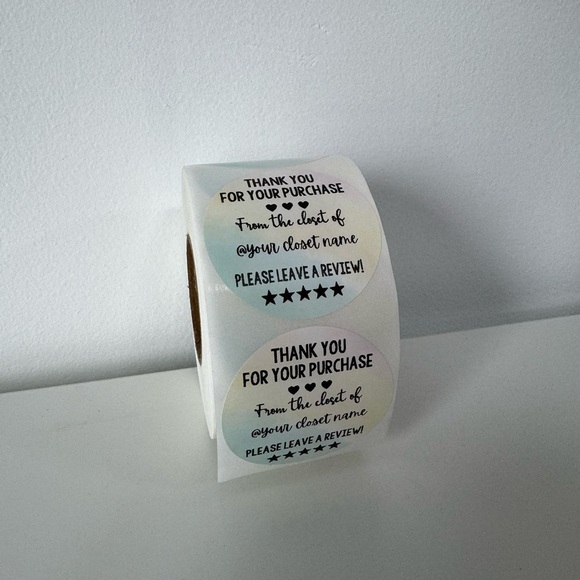 THANK YOU
FOR YOUR PURCHASE
♥♥♥
From the closet of
@your closet name
PLEASE LEAVE A REVIEW!
★★★★★
THANK YOU
FOR YOUR PURCHASE
♥♥♥
From the closet of
@your closet name
PLEASE LEAVE A REVIEW!
★★★★★